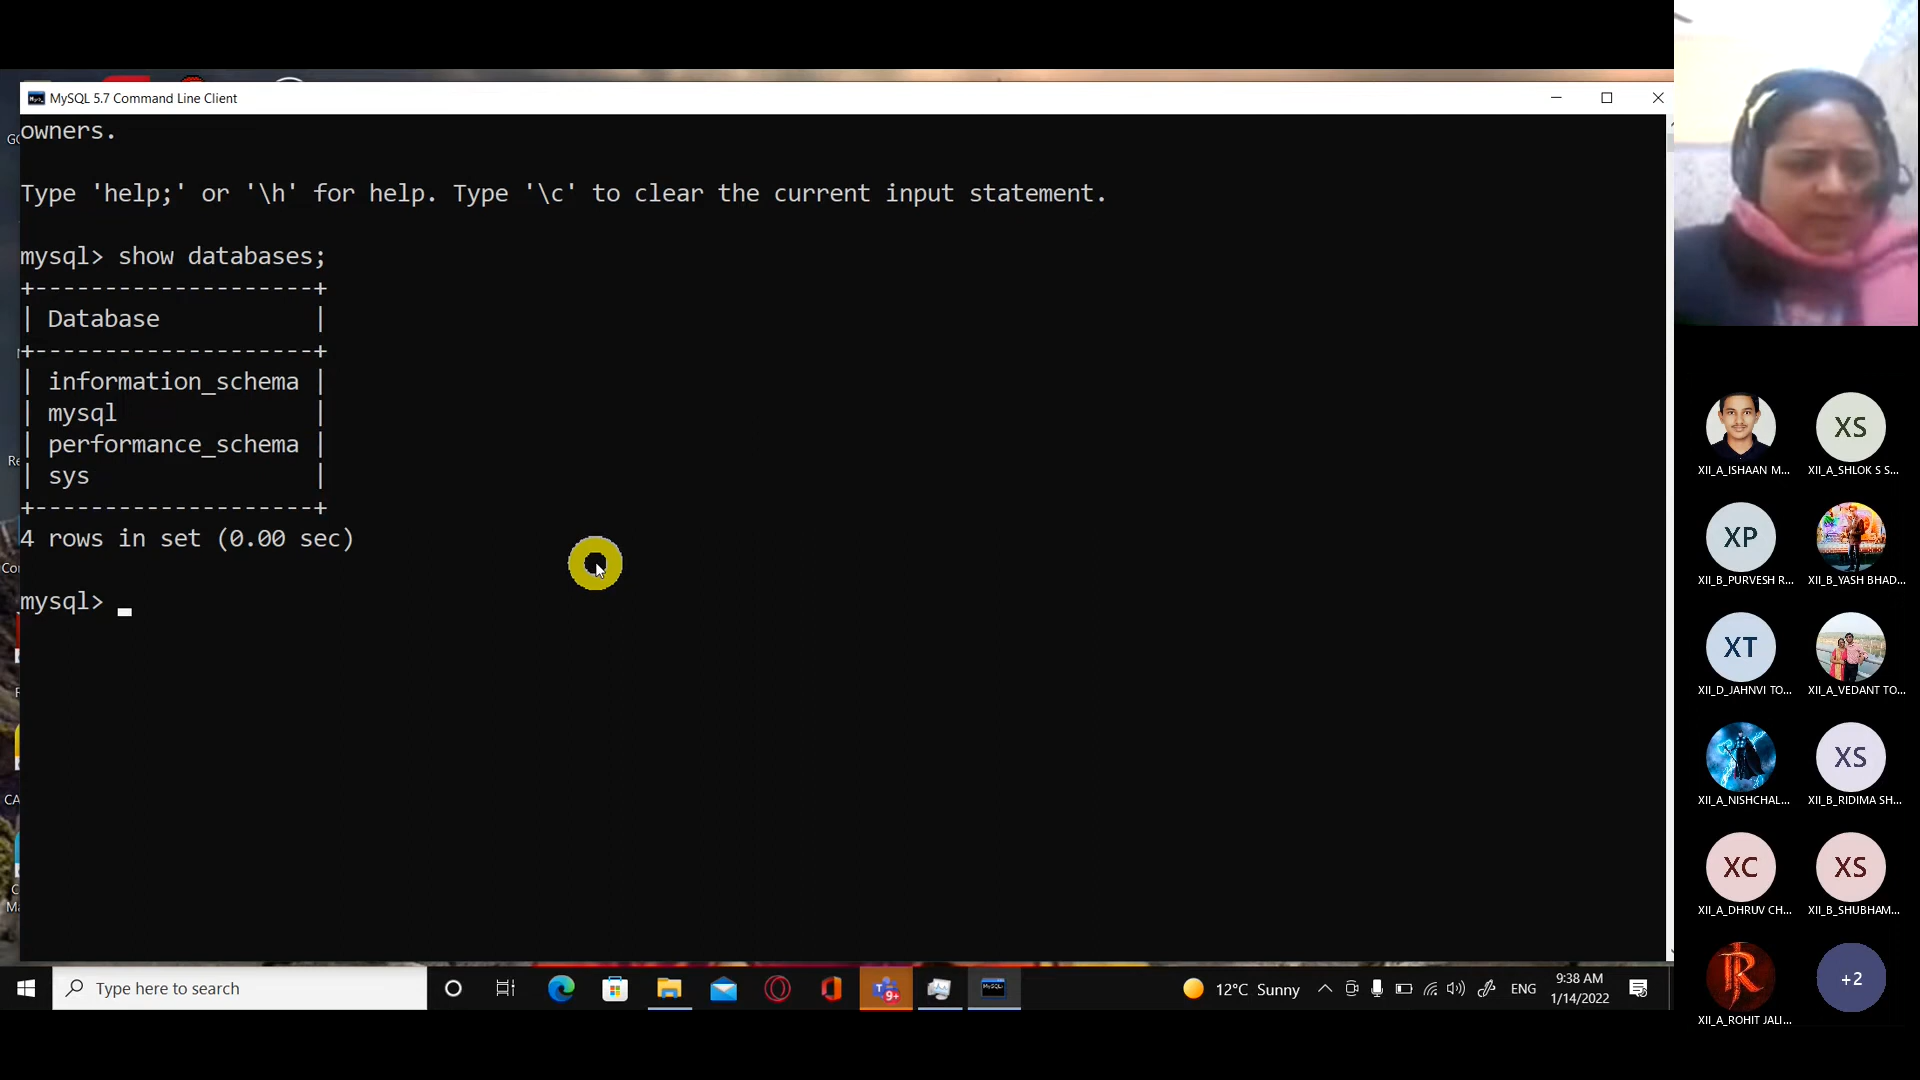 MySQL 5.7 Command Line Client
owners.
Type 'help;' or '\h' for help. Type '\c' to clear the current input statement.
mysql> show databases;
+--------------------+
| Database           |
+--------------------+
| information_schema |
| mysql              |
| performance_schema |
| sys                |
+--------------------+
4 rows in set (0.00 sec)
mysql>
Type here to search
9+
12°C Sunny
ENG
9:38 AM
1/14/2022
XII_A_ISHAAN M...
XS
XII_A_SHLOK S S...
XP
XII_B_PURVESH R...
XII_B_YASH BHAD...
XT
XII_D_JAHNVI TO...
XII_A_VEDANT TO...
XII_A_NISHCHAL...
XS
XII_B_RIDIMA SH...
XC
XII_A_DHRUV CH...
XS
XII_B_SHUBHAM...
XII_A_ROHIT JALI...
+2